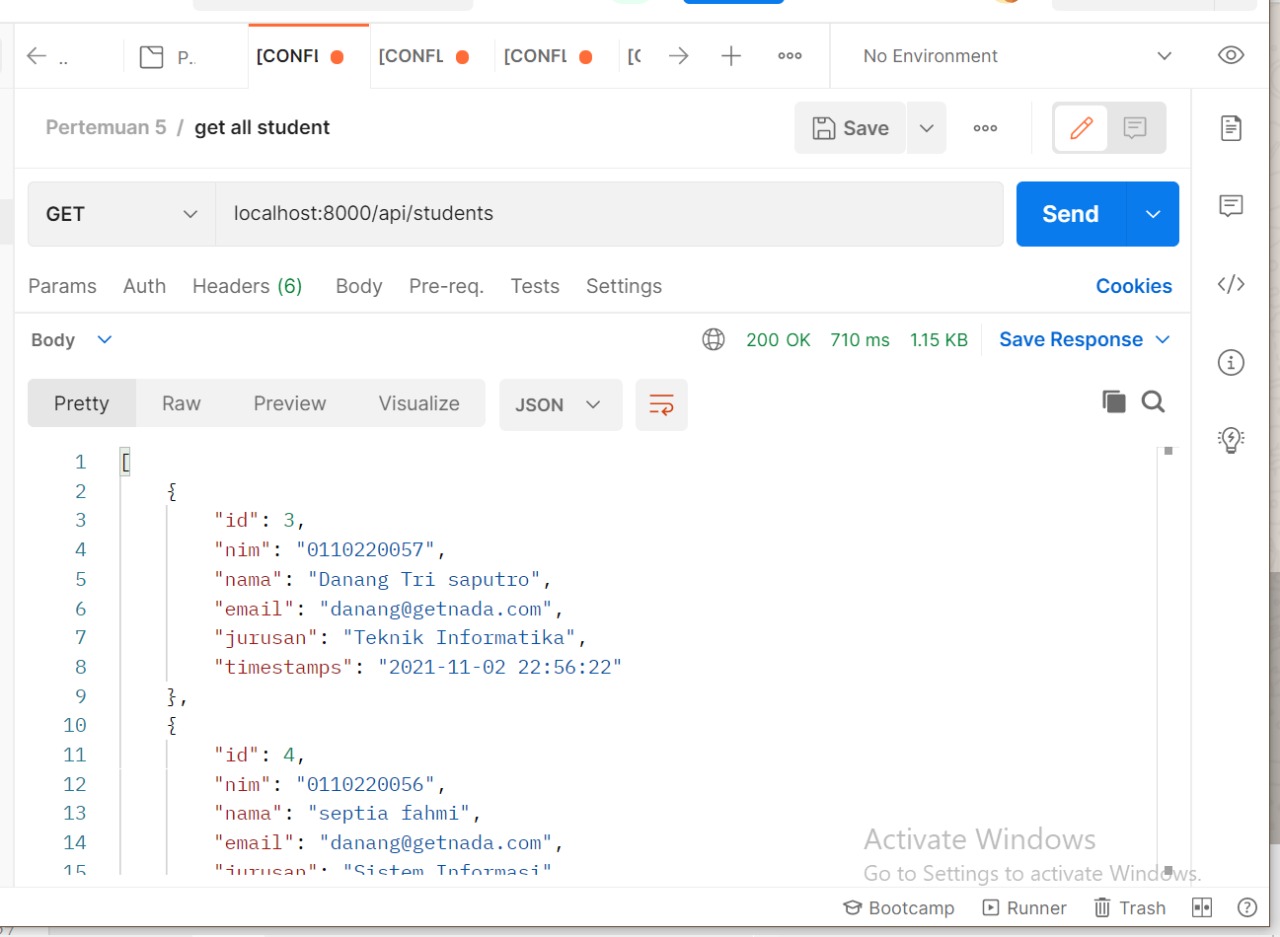 ..
P..
[CONFL
[CONFL
[CONFL
[C
No Environment
Pertemuan 5 / get all student
Save
GET
localhost:8000/api/students
Send
Params Auth Headers (6) Body Pre-req. Tests Settings Cookies
Body 200 OK 710 ms 1.15 KB Save Response
Pretty Raw Preview Visualize JSON
1 [
2 {
3 "id": 3,
4 "nim": "0110220057",
5 "nama": "Danang Tri saputro",
6 "email": "danang@getnada.com",
7 "jurusan": "Teknik Informatika",
8 "timestamps": "2021-11-02 22:56:22"
9 },
10 {
11 "id": 4,
12 "nim": "0110220056",
13 "nama": "septia fahmi",
14 "email": "danang@getnada.com",
15 "jurusan": "Sistem Informasi"
Activate Windows
Go to Settings to activate Windows.
Bootcamp Runner Trash